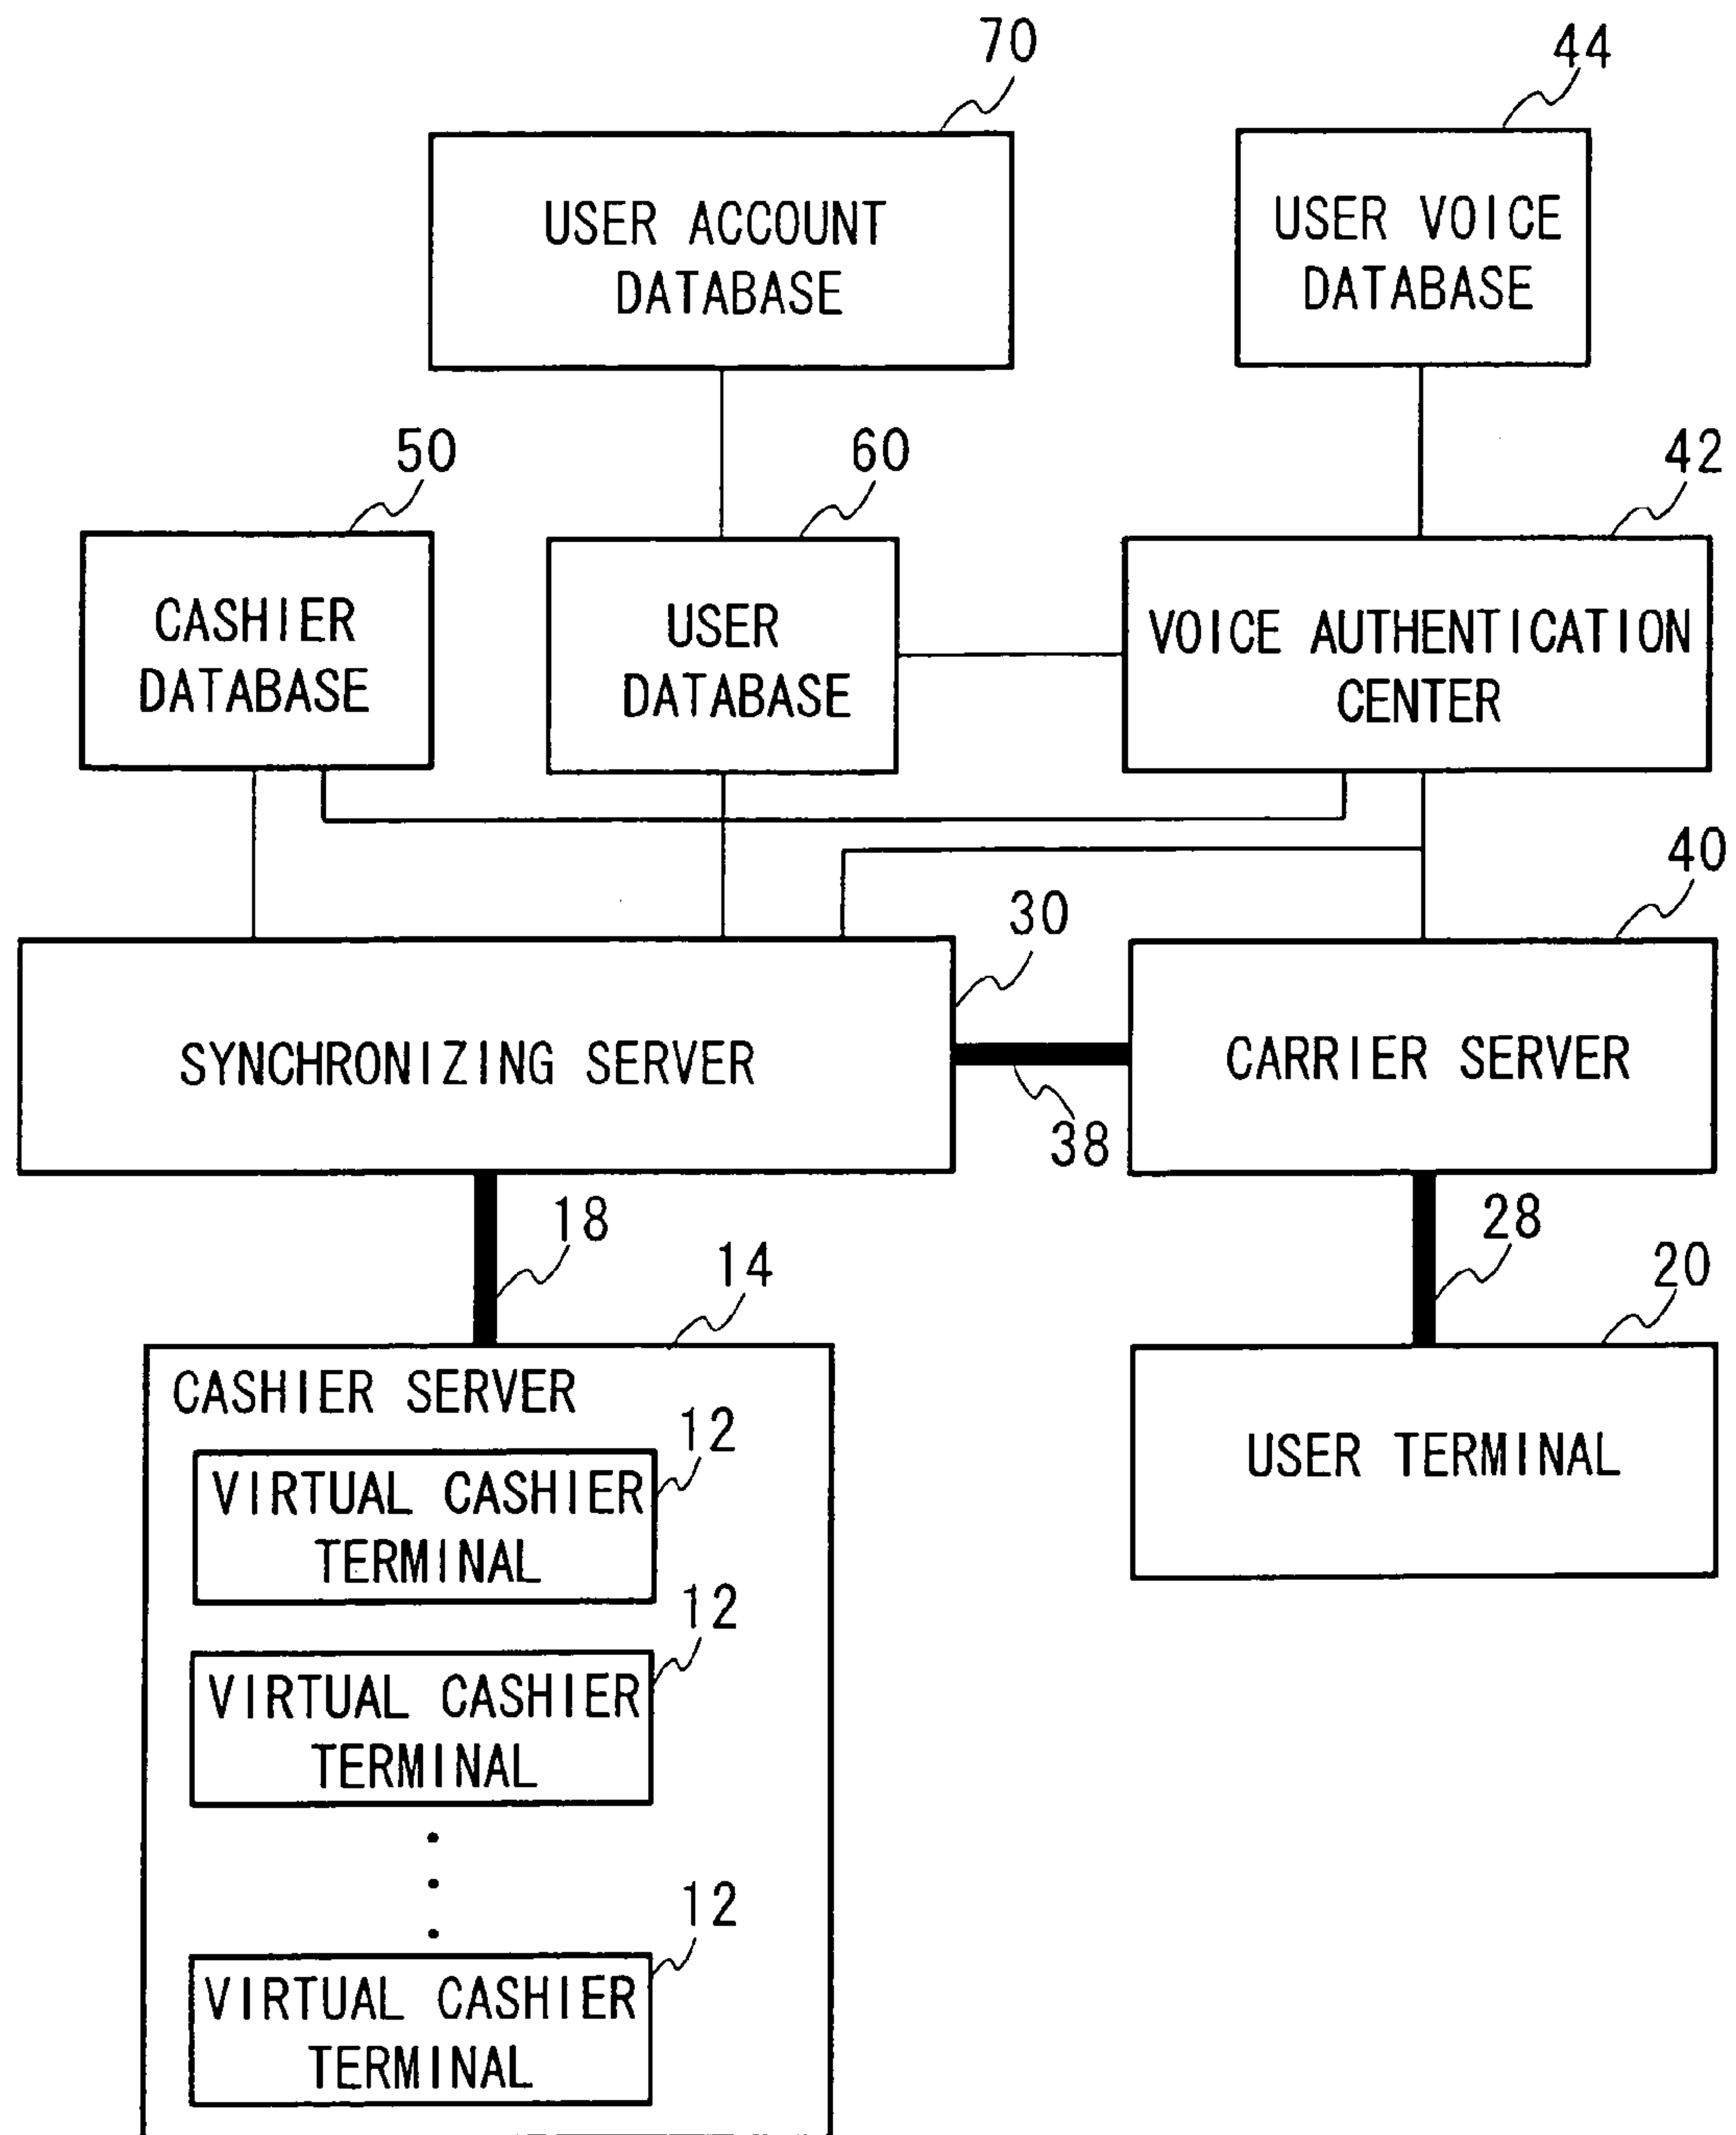 70
44
USER ACCOUNT
DATABASE
USER VOICE
DATABASE
50
60
42
CASHIER
DATABASE
USER
DATABASE
VOICE AUTHENTICATION
CENTER
30
40
SYNCHRONIZING SERVER
CARRIER SERVER
38
18
14
28
20
CASHIER SERVER
12
VIRTUAL CASHIER
TERMINAL
USER TERMINAL
12
VIRTUAL CASHIER
TERMINAL
12
VIRTUAL CASHIER
TERMINAL